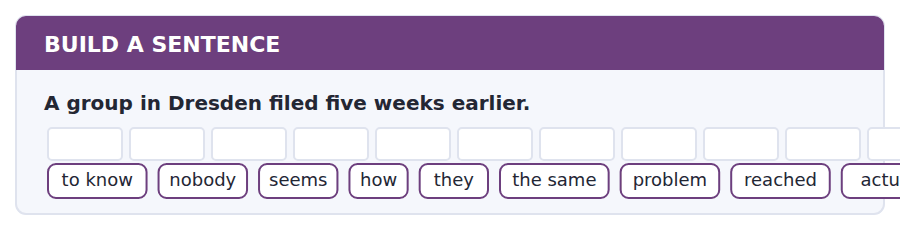 BUILD A SENTENCE
A group in Dresden filed five weeks earlier.
to know nobody seems how they the same problem reached actu